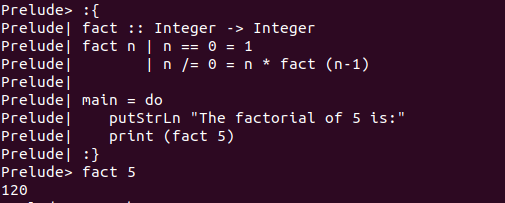 Prelude> :{
Prelude| fact :: Integer -> Integer
Prelude| fact n | n == 0 = 1
Prelude|        | n /= 0 = n * fact (n-1)
Prelude|
Prelude| main = do
Prelude|    putStrLn "The factorial of 5 is:"
Prelude|    print (fact 5)
Prelude| :}
Prelude> fact 5
120